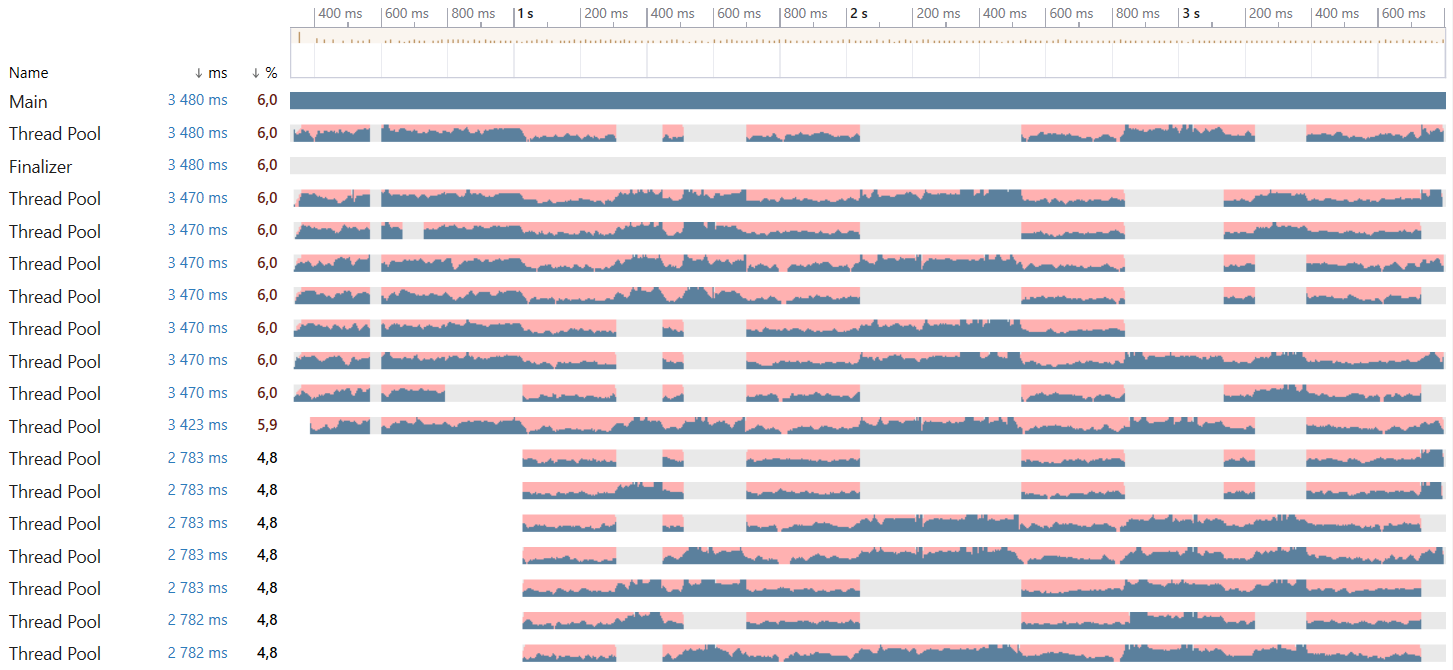 400 ms 600 ms 800 ms 1 s 200 ms 400 ms 600 ms 800 ms 2 s 200 ms 400 ms 600 ms 800 ms 3 s 200 ms 400 ms 600 ms
Name ↓ ms ↓ %
Main 3 480 ms 6,0
Thread Pool 3 480 ms 6,0
Finalizer 3 480 ms 6,0
Thread Pool 3 470 ms 6,0
Thread Pool 3 470 ms 6,0
Thread Pool 3 470 ms 6,0
Thread Pool 3 470 ms 6,0
Thread Pool 3 470 ms 6,0
Thread Pool 3 470 ms 6,0
Thread Pool 3 470 ms 6,0
Thread Pool 3 423 ms 5,9
Thread Pool 2 783 ms 4,8
Thread Pool 2 783 ms 4,8
Thread Pool 2 783 ms 4,8
Thread Pool 2 783 ms 4,8
Thread Pool 2 783 ms 4,8
Thread Pool 2 782 ms 4,8
Thread Pool 2 782 ms 4,8